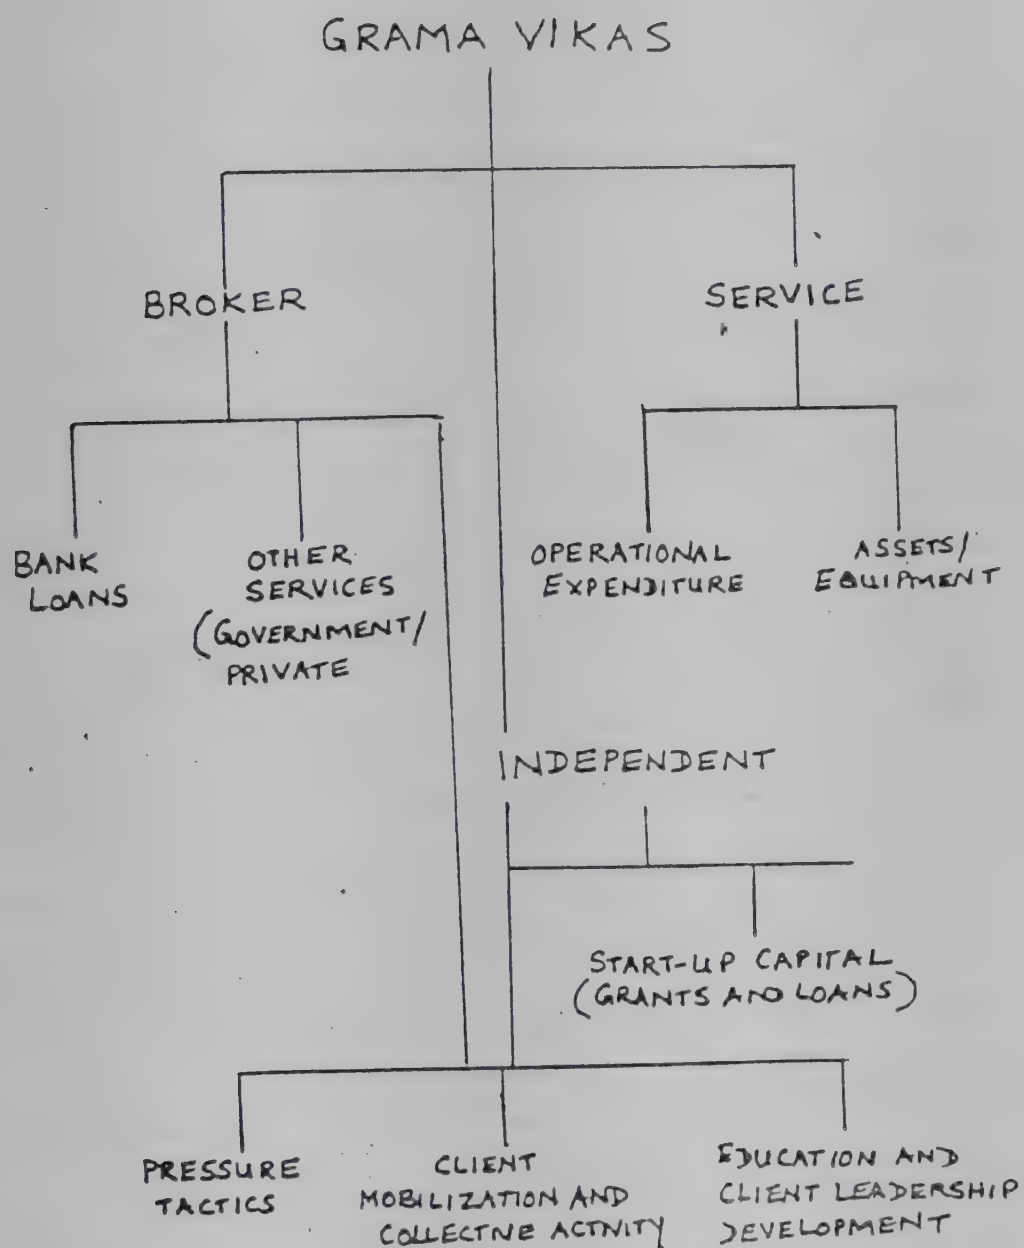 GRAMA VIKAS
BROKER
SERVICE
BANK
LOANS
OTHER
SERVICES
(GOVERNMENT/
PRIVATE
OPERATIONAL
EXPENDITURE
ASSETS/
EQUIPMENT
INDEPENDENT
START-UP CAPITAL
(GRANTS AND LOANS)
PRESSURE
TACTICS
CLIENT
MOBILIZATION AND
COLLECTIVE ACTIVITY
EDUCATION AND
CLIENT LEADERSHIP
DEVELOPMENT